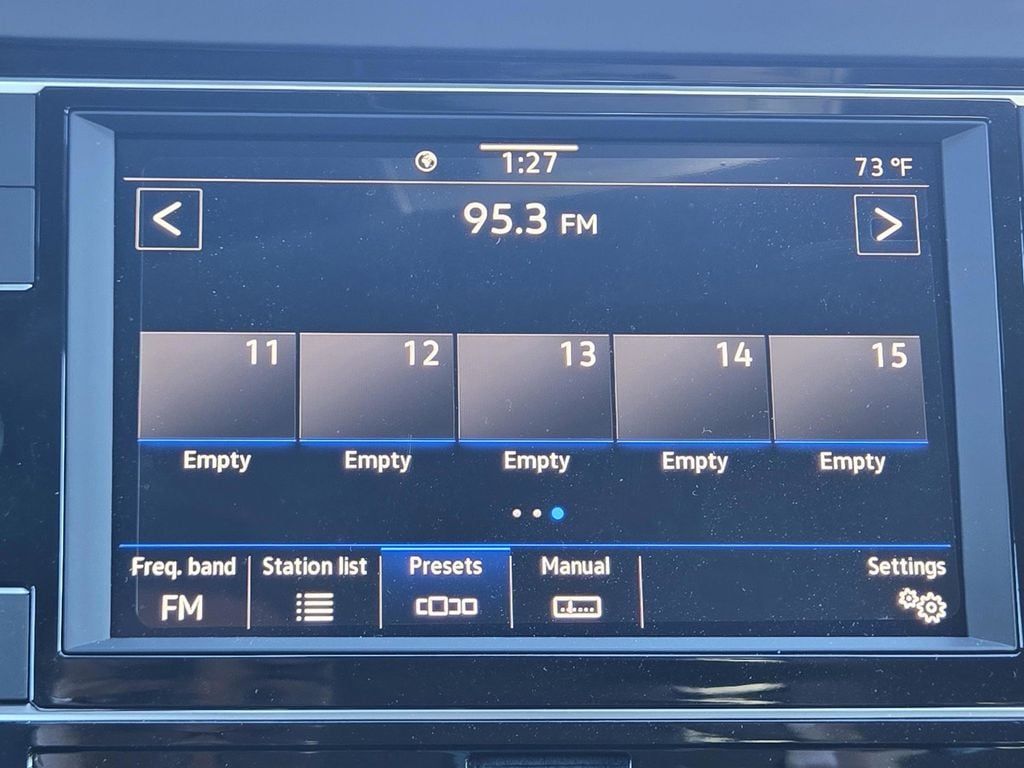 1:27
73 °F
<
95.3 FM
>
11 12 13 14 15
Empty Empty Empty Empty Empty
Freq. band Station list Presets Manual Settings
FM